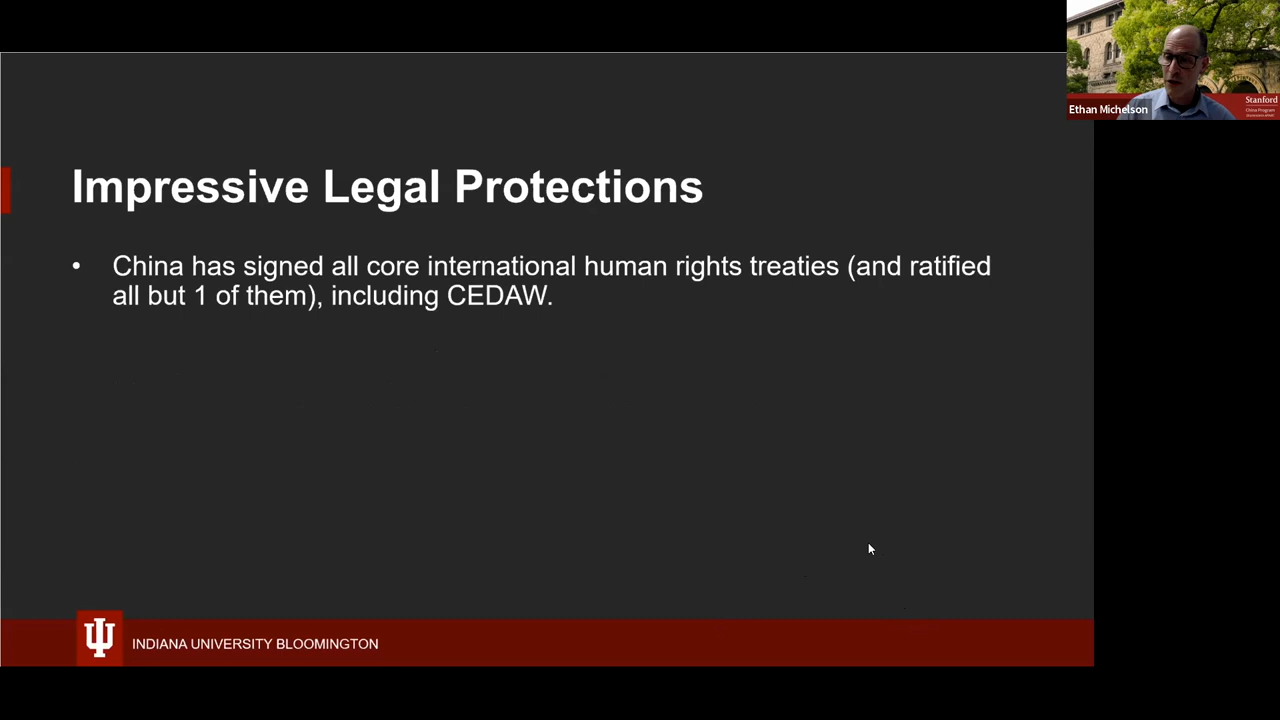 Impressive Legal Protections
• China has signed all core international human rights treaties (and ratified
all but 1 of them), including CEDAW.
INDIANA UNIVERSITY BLOOMINGTON
Ethan Michelson
Stanford